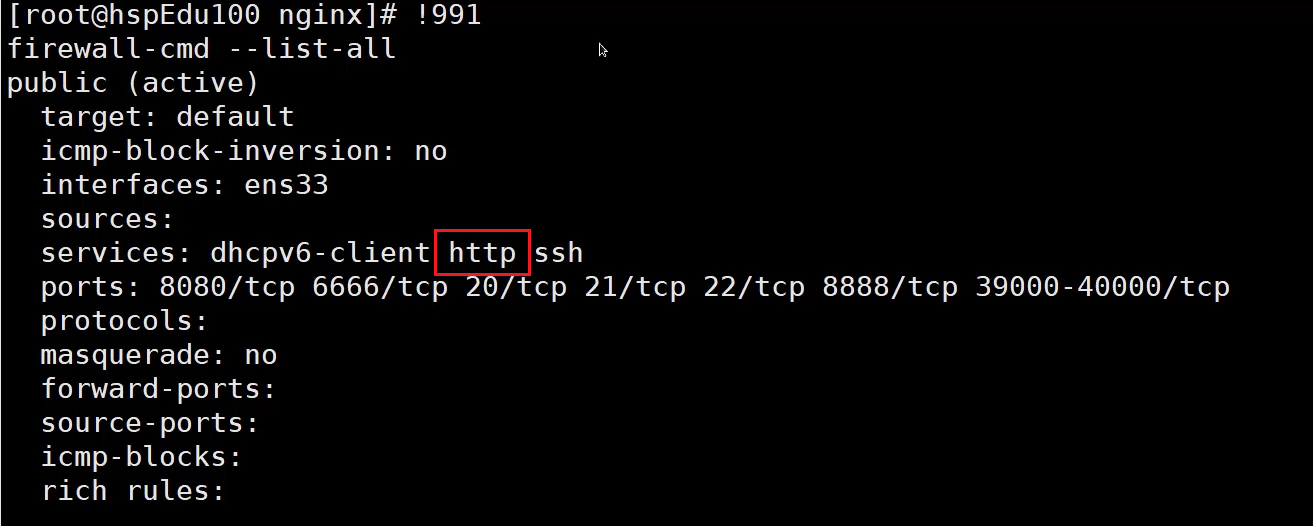 [root@hspEdu100 nginx]# !991
firewall-cmd --list-all
public (active)
  target: default
  icmp-block-inversion: no
  interfaces: ens33
  sources:
  services: dhcpv6-client http ssh
  ports: 8080/tcp 6666/tcp 20/tcp 21/tcp 22/tcp 8888/tcp 39000-40000/tcp
  protocols:
  masquerade: no
  forward-ports:
  source-ports:
  icmp-blocks:
  rich rules: